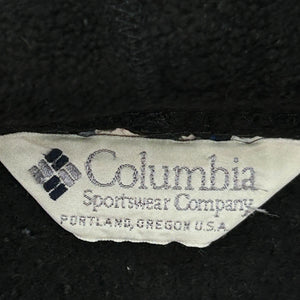 Columbia
Sportswear Company
PORTLAND, OREGON U.S.A.